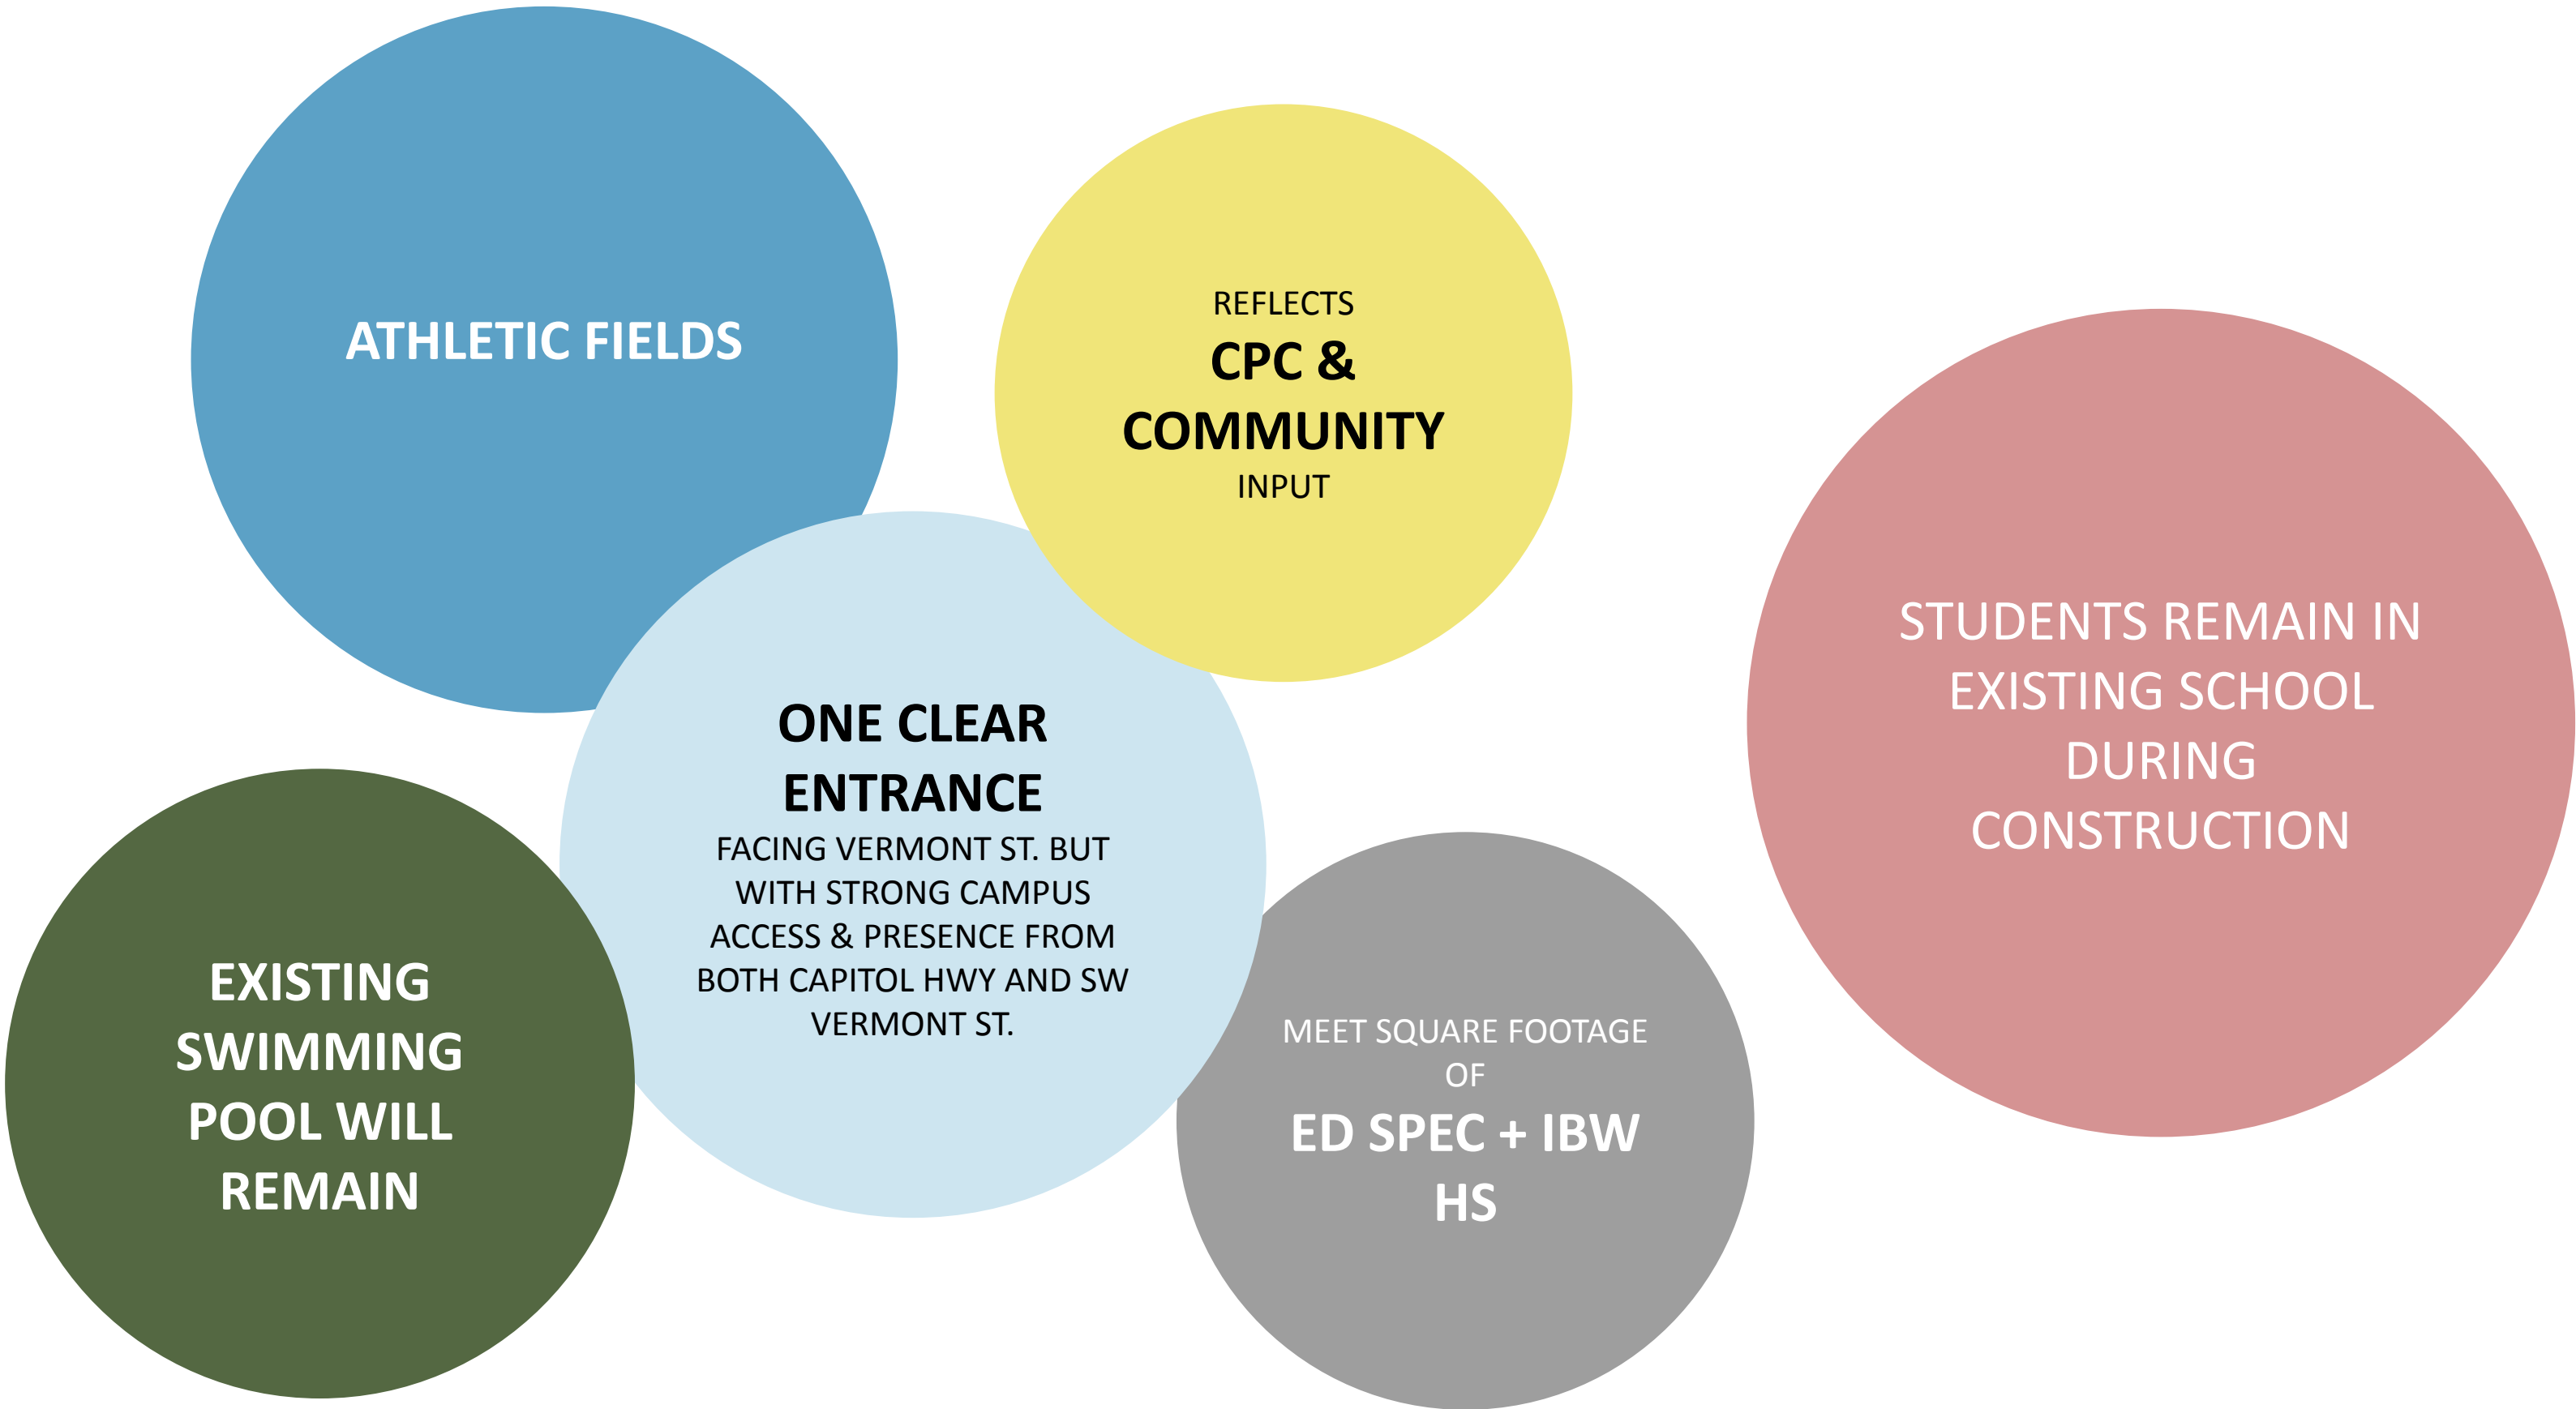 ATHLETIC FIELDS
REFLECTS
CPC &
COMMUNITY
INPUT
STUDENTS REMAIN IN
EXISTING SCHOOL
DURING
CONSTRUCTION
ONE CLEAR
ENTRANCE
FACING VERMONT ST. BUT
WITH STRONG CAMPUS
ACCESS & PRESENCE FROM
BOTH CAPITOL HWY AND SW
VERMONT ST.
EXISTING
SWIMMING
POOL WILL
REMAIN
MEET SQUARE FOOTAGE
OF
ED SPEC + IBW
HS